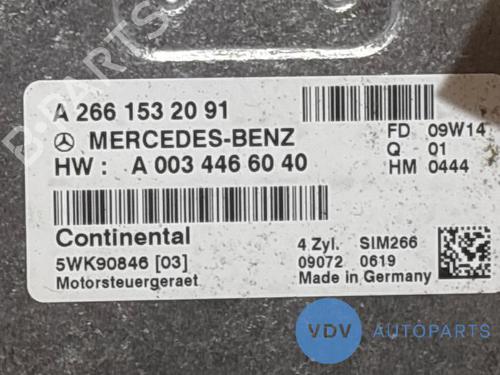 B-PARTS
A 266 153 20 91
MERCEDES-BENZ
HW : A 003 446 60 40
FD 09W14
Q 01
HM 0444
Continental
5WK90846 [03]
Motorsteuergeraet
4 Zyl. SIM266
09072 0619
Made in Germany
VDV AUTOPARTS